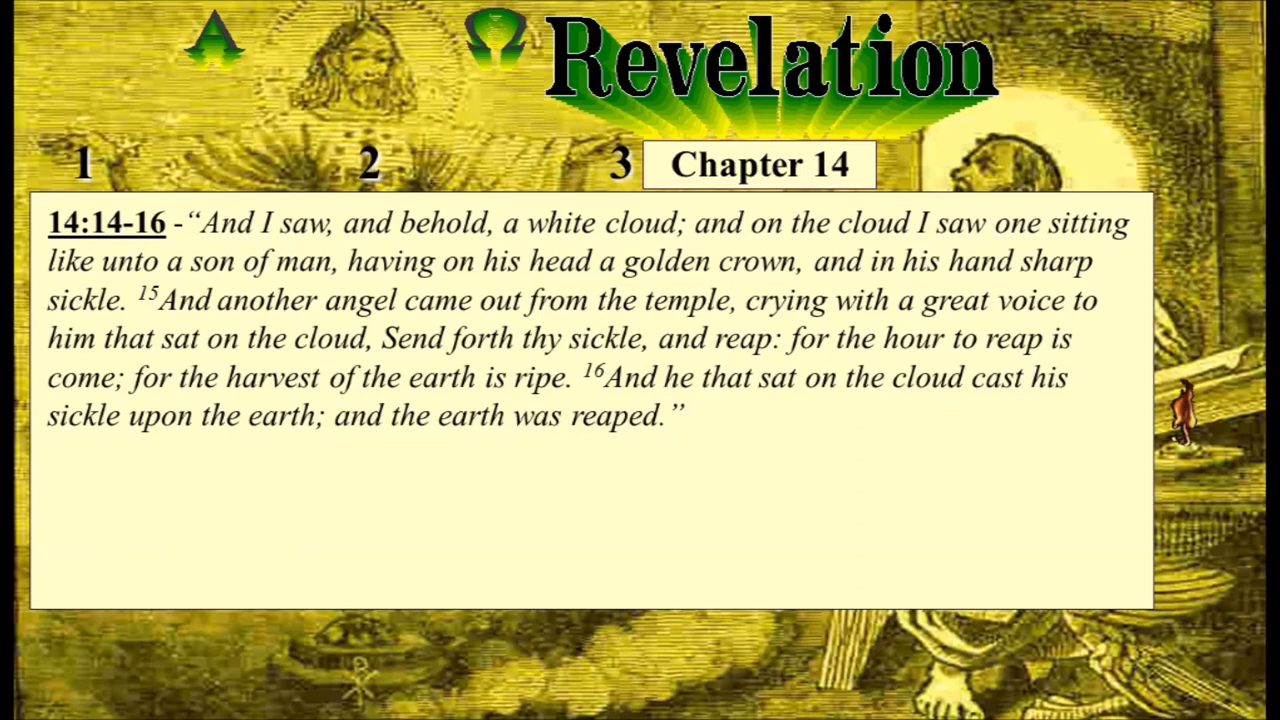 Α Ω Revelation
1 2 3 Chapter 14
14:14-16 -“And I saw, and behold, a white cloud; and on the cloud I saw one sitting
like unto a son of man, having on his head a golden crown, and in his hand sharp
sickle. ¹⁵And another angel came out from the temple, crying with a great voice to
him that sat on the cloud, Send forth thy sickle, and reap: for the hour to reap is
come; for the harvest of the earth is ripe. ¹⁶And he that sat on the cloud cast his
sickle upon the earth; and the earth was reaped.”